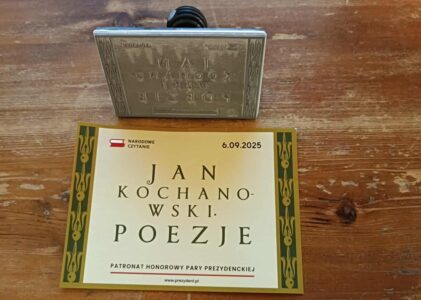 NARODOWE
CZYTANIE
6.09.2025
JAN
KOCHANO-
WSKI.
POEZJE
PATRONAT HONOROWY PARY PREZYDENCKIEJ
www.prezydent.pl